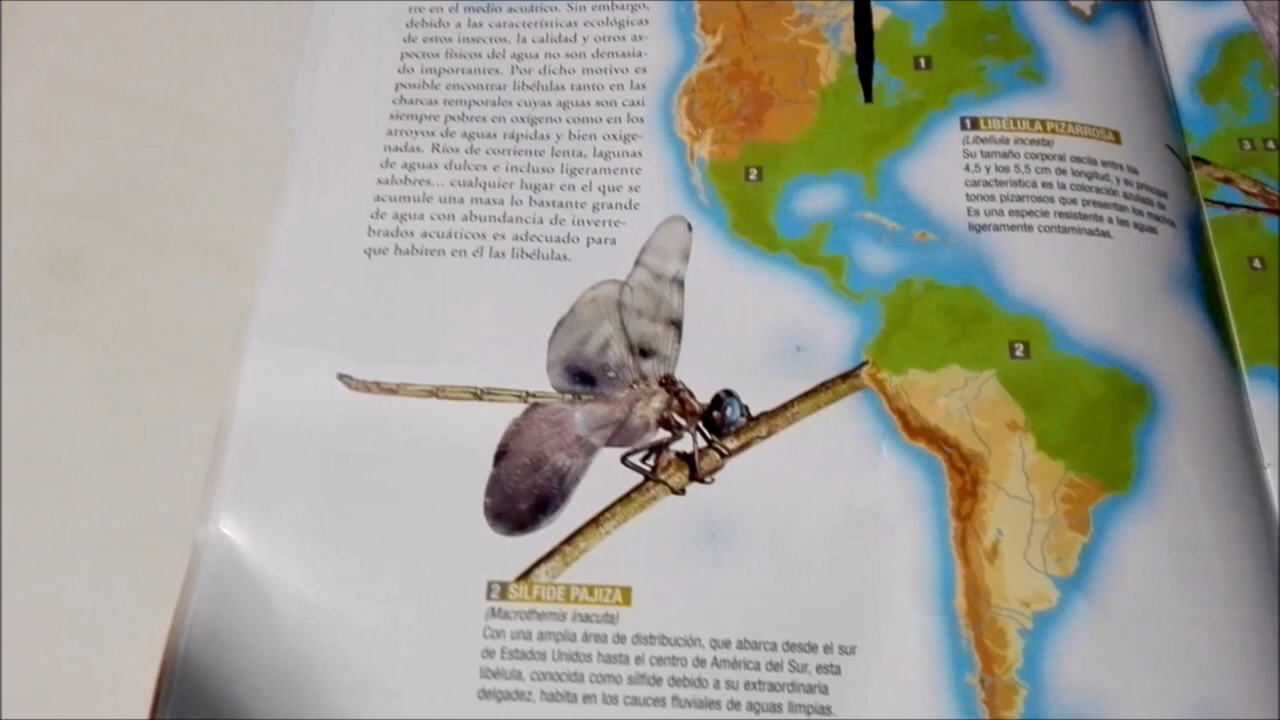 rre en el medio acuático. Sin embargo,
debido a las características ecológicas
de estos insectos, la calidad y otros as-
pectos físicos del agua no son demasia-
do importantes. Por dicho motivo es
posible encontrar libélulas tanto en las
charcas temporales cuyas aguas son casi
siempre pobres en oxígeno como en los
arroyos de aguas rápidas y bien oxige-
nadas. Ríos de corriente lenta, lagunas
de aguas dulces e incluso ligeramente
salobres... cualquier lugar en el que se
acumule una masa lo bastante grande
de agua con abundancia de inverte-
brados acuáticos es adecuado para
que habiten en él las libélulas.
1
2
2
1 LIBÉLULA PIZARROSA
(Libellula incesta)
Su tamaño corporal oscila entre los
4,5 y los 5,5 cm de longitud, y su principal
característica es la coloración azulada de
tonos pizarrosos que presentan los machos.
Es una especie resistente a las aguas
ligeramente contaminadas.
3 4
4
2 SÍLFIDE PAJIZA
(Macrothemis inacuta)
Con una amplia área de distribución, que abarca desde el sur
de Estados Unidos hasta el centro de América del Sur, esta
libélula, conocida como sílfide debido a su extraordinaria
delgadez, habita en los cauces fluviales de aguas limpias.